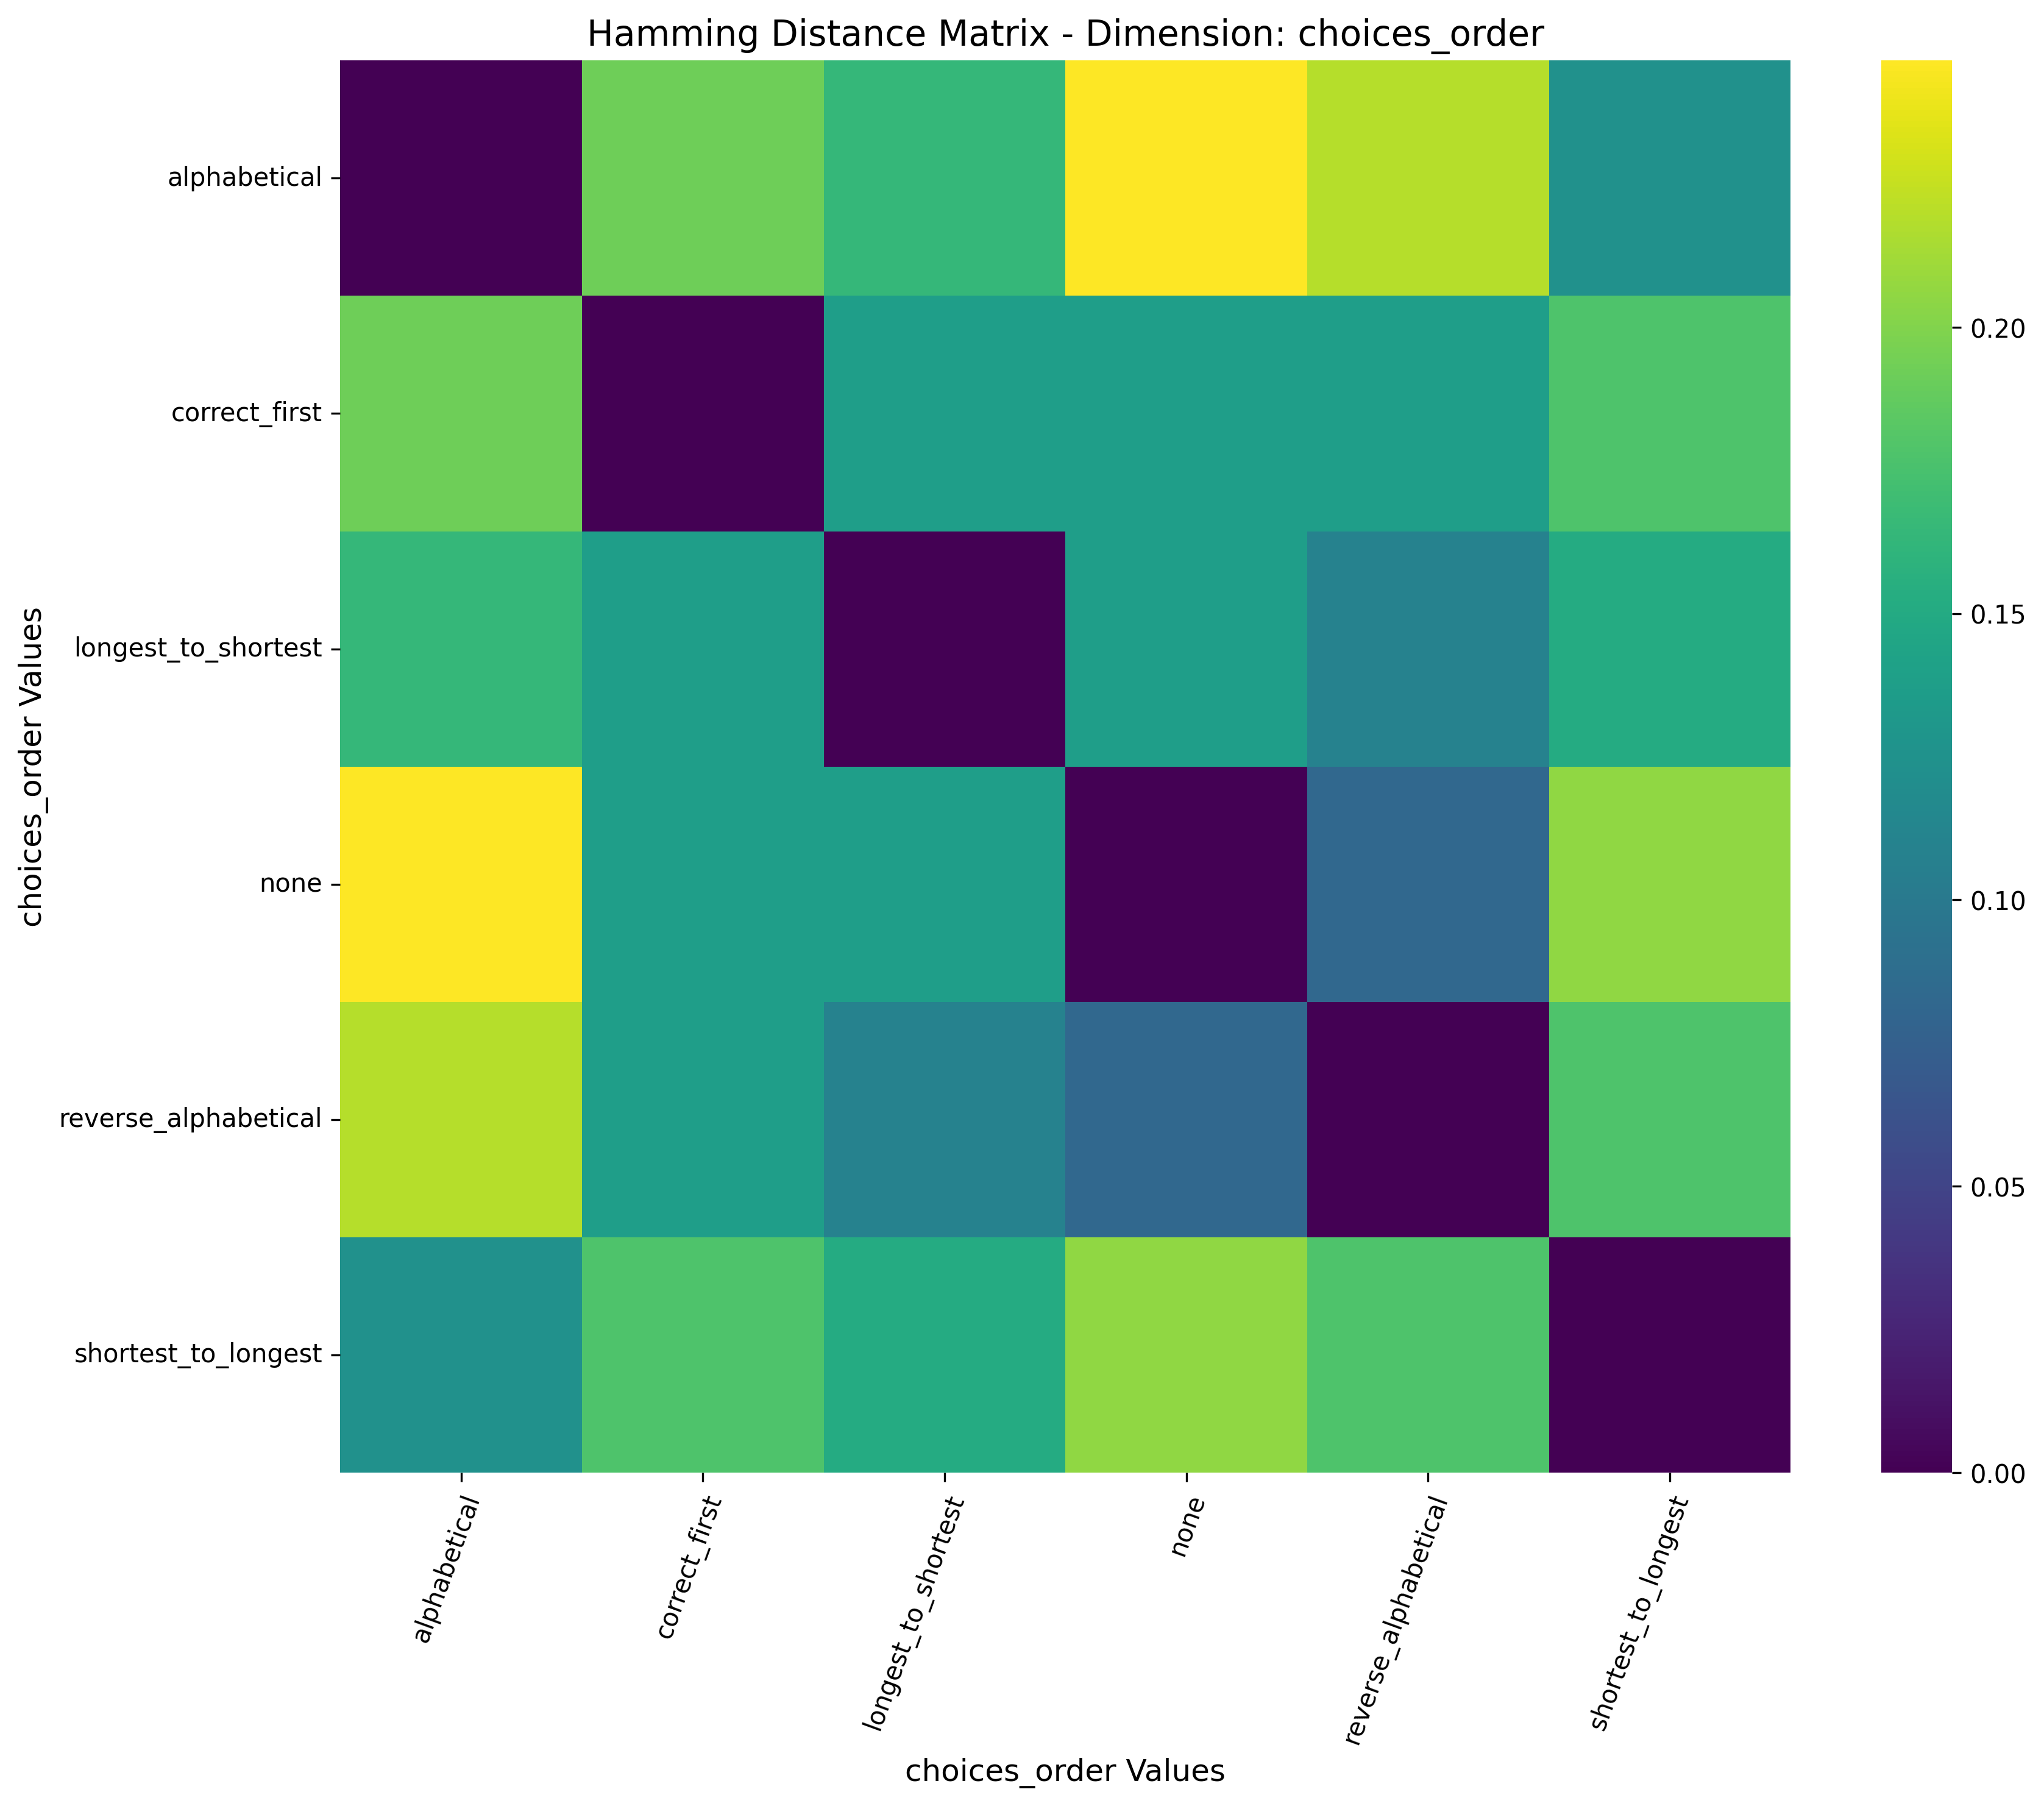 Hamming Distance Matrix - Dimension: choices_order
choices_order Values
alphabetical
correct_first
longest_to_shortest
none
reverse_alphabetical
shortest_to_longest
alphabetical
correct_first
longest_to_shortest
none
reverse_alphabetical
shortest_to_longest
choices_order Values
0.20
0.15
0.10
0.05
0.00